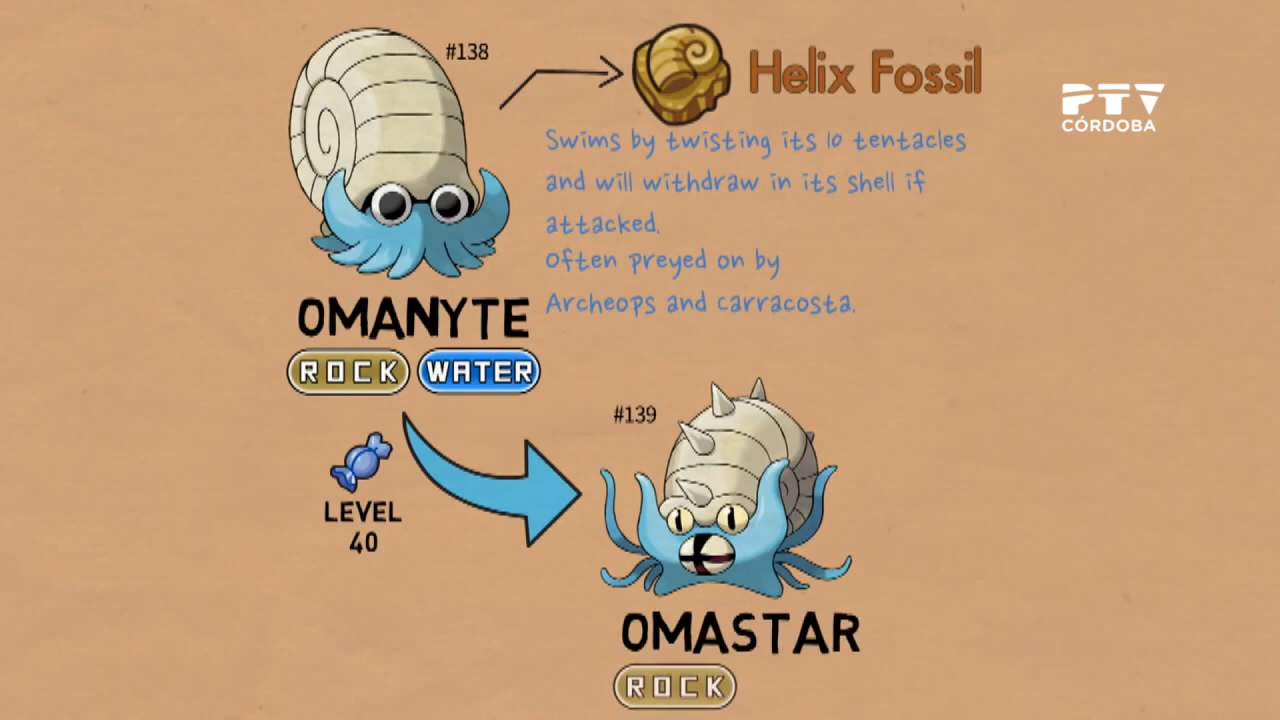 #138
Helix Fossil
PTV
CÓRDOBA
Swims by twisting its 10 tentacles
and will withdraw in its shell if
attacked.
Often preyed on by
Archeops and carracosta.
OMANYTE
ROCK WATER
#139
LEVEL
40
OMASTAR
ROCK